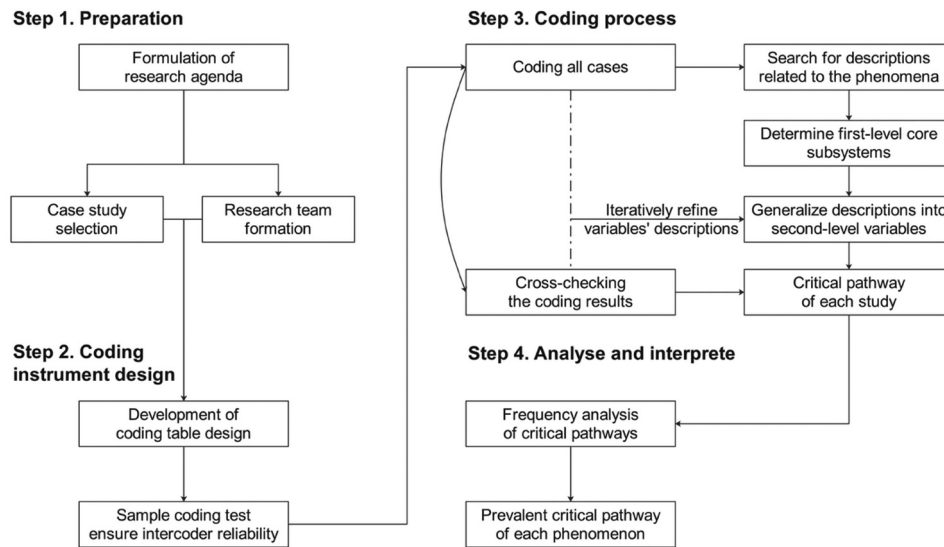 Step 1. Preparation
Formulation of
research agenda
Case study
selection
Research team
formation
Step 2. Coding
instrument design
Development of
coding table design
Sample coding test
ensure intercoder reliability
Step 3. Coding process
Coding all cases
Search for descriptions
related to the phenomena
Determine first-level core
subsystems
Iteratively refine
variables' descriptions
Generalize descriptions into
second-level variables
Cross-checking
the coding results
Critical pathway
of each study
Step 4. Analyse and interprete
Frequency analysis
of critical pathways
Prevalent critical pathway
of each phenomenon